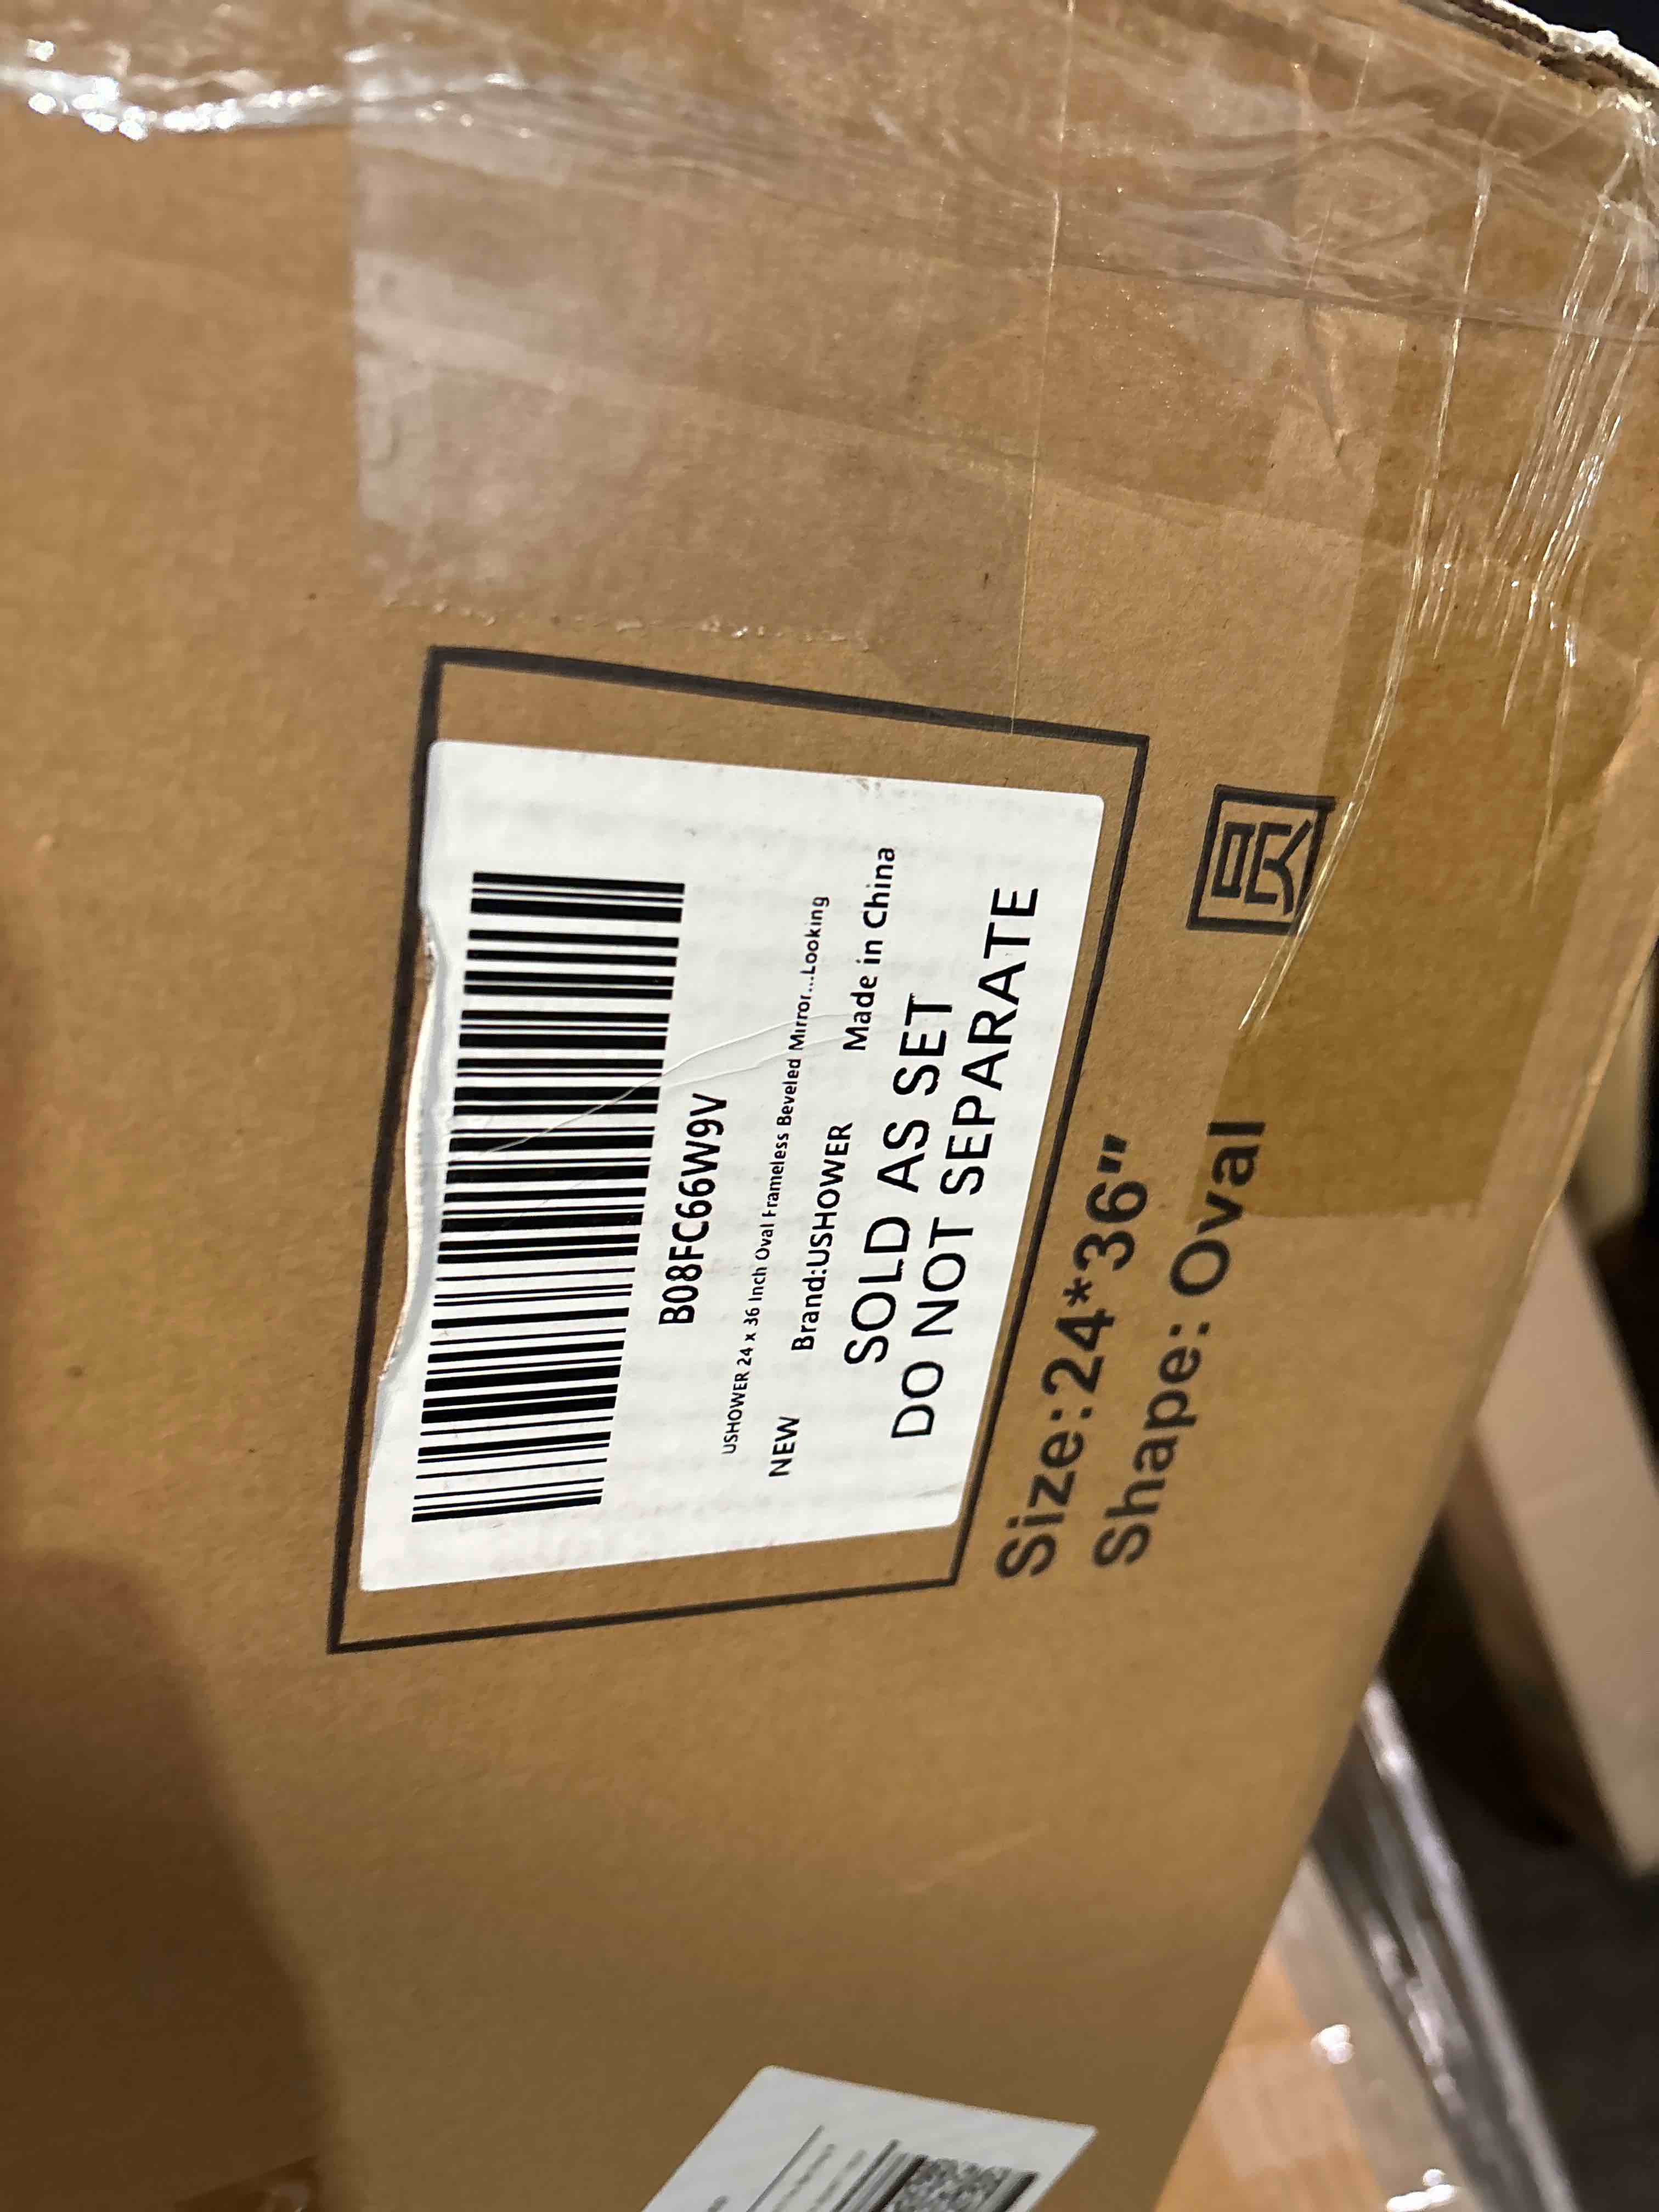 B08FC66W9V
USHOWER 24 x 36 Inch Oval Frameless Beveled Mirror...Looking
NEW Brand:USHOWER Made in China
SOLD AS SET
DO NOT SEPARATE
Size:24*36"
Shape: Oval
圆